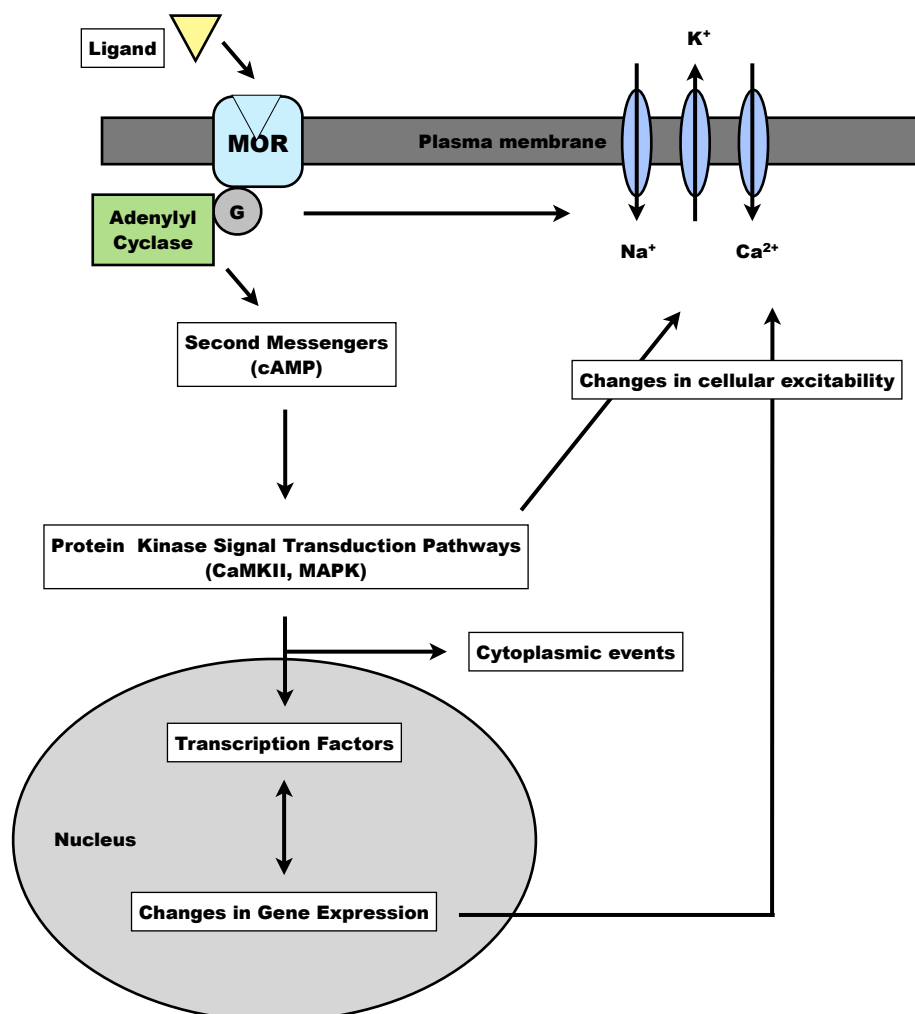 Ligand
K⁺
MOR
Plasma membrane
G
Adenylyl
Cyclase
Na⁺
Ca²⁺
Second Messengers
(cAMP)
Changes in cellular excitability
Protein Kinase Signal Transduction Pathways
(CaMKII, MAPK)
Cytoplasmic events
Transcription Factors
Nucleus
Changes in Gene Expression